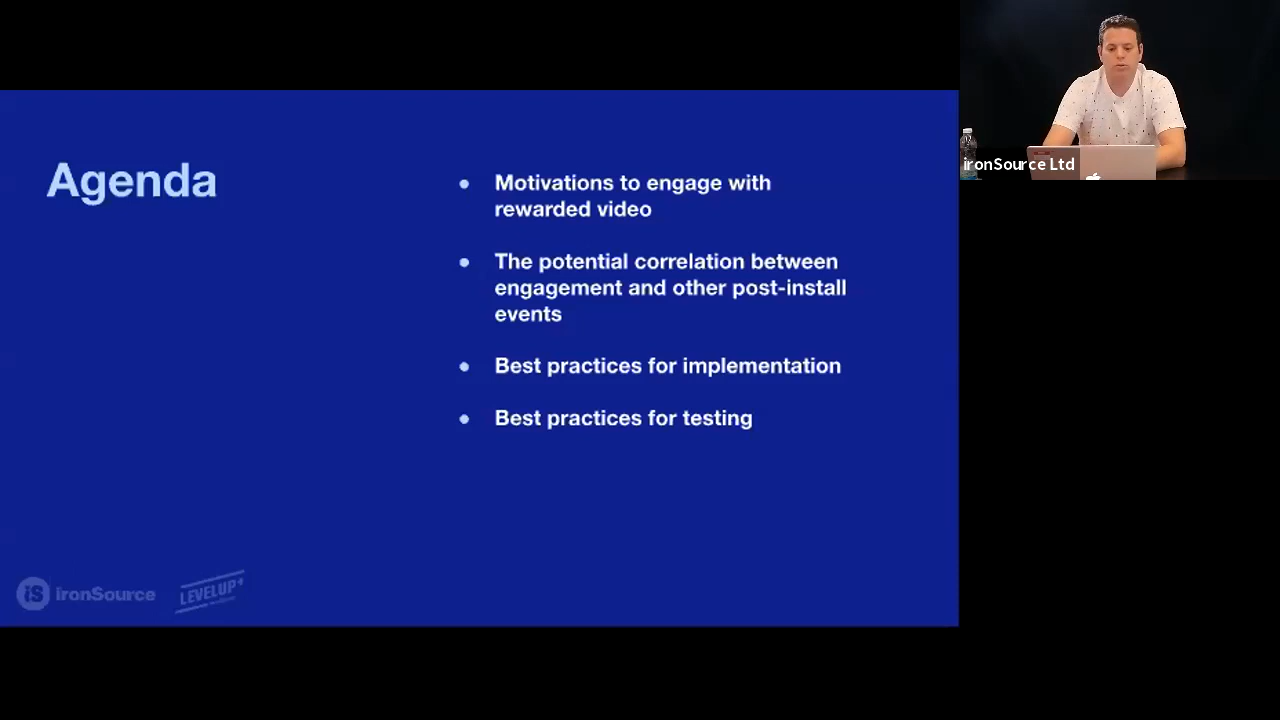 Agenda
Motivations to engage with
rewarded video
The potential correlation between
engagement and other post-install
events
Best practices for implementation
Best practices for testing
iS ironSource
LEVELUP+
ironSource Ltd